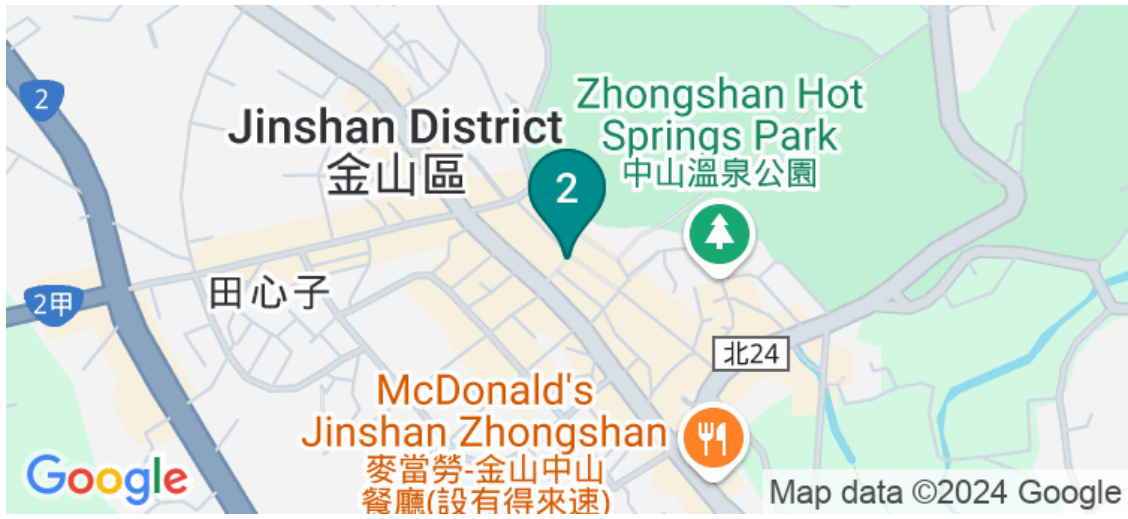 2
Jinshan District
金山區
Zhongshan Hot
Springs Park
中山溫泉公園
2
2甲
田心子
北24
McDonald's
Jinshan Zhongshan
麥當勞-金山中山
餐廳(設有得來速)
Google
Map data ©2024 Google